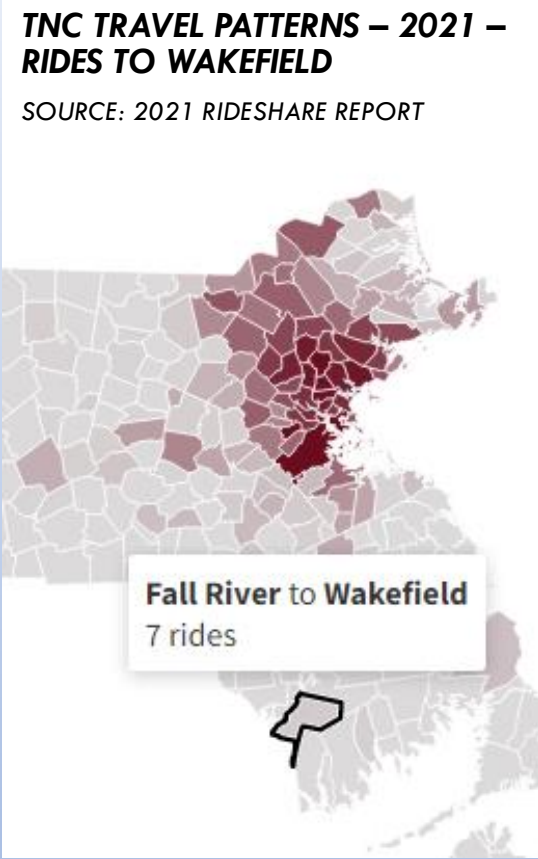 TNC TRAVEL PATTERNS – 2021 –
RIDES TO WAKEFIELD
SOURCE: 2021 RIDESHARE REPORT
Fall River to Wakefield
7 rides